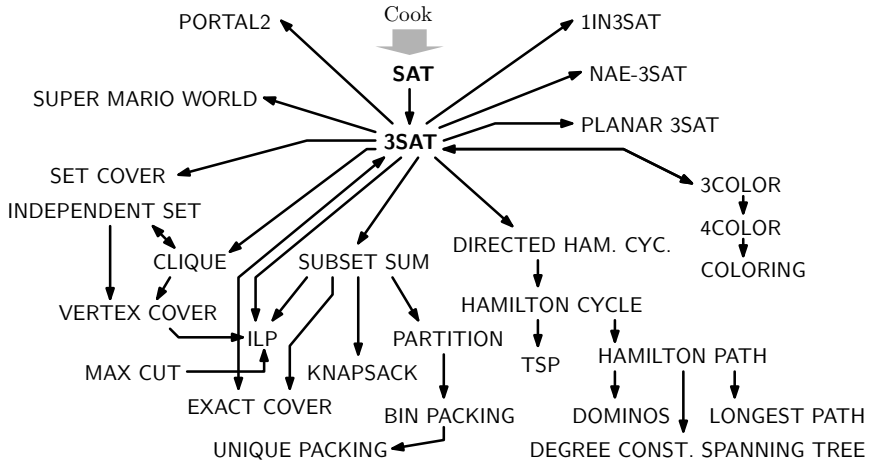 Cook
PORTAL2
1IN3SAT
SAT
NAE-3SAT
SUPER MARIO WORLD
PLANAR 3SAT
3SAT
SET COVER
3COLOR
INDEPENDENT SET
4COLOR
DIRECTED HAM. CYC.
CLIQUE
SUBSET SUM
COLORING
HAMILTON CYCLE
VERTEX COVER
ILP
PARTITION
HAMILTON PATH
TSP
MAX CUT
KNAPSACK
EXACT COVER
BIN PACKING
DOMINOS
LONGEST PATH
UNIQUE PACKING
DEGREE CONST. SPANNING TREE